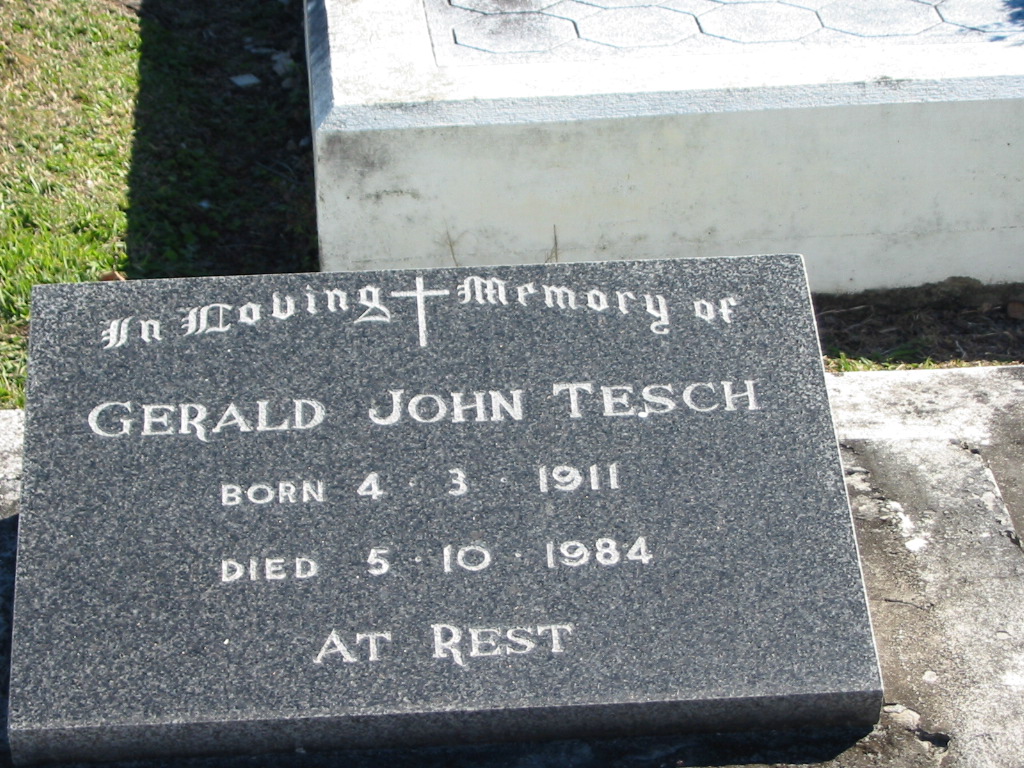 In Loving Memory of
GERALD JOHN TESCH
BORN 4 · 3 · 1911
DIED 5 · 10 · 1984
AT REST